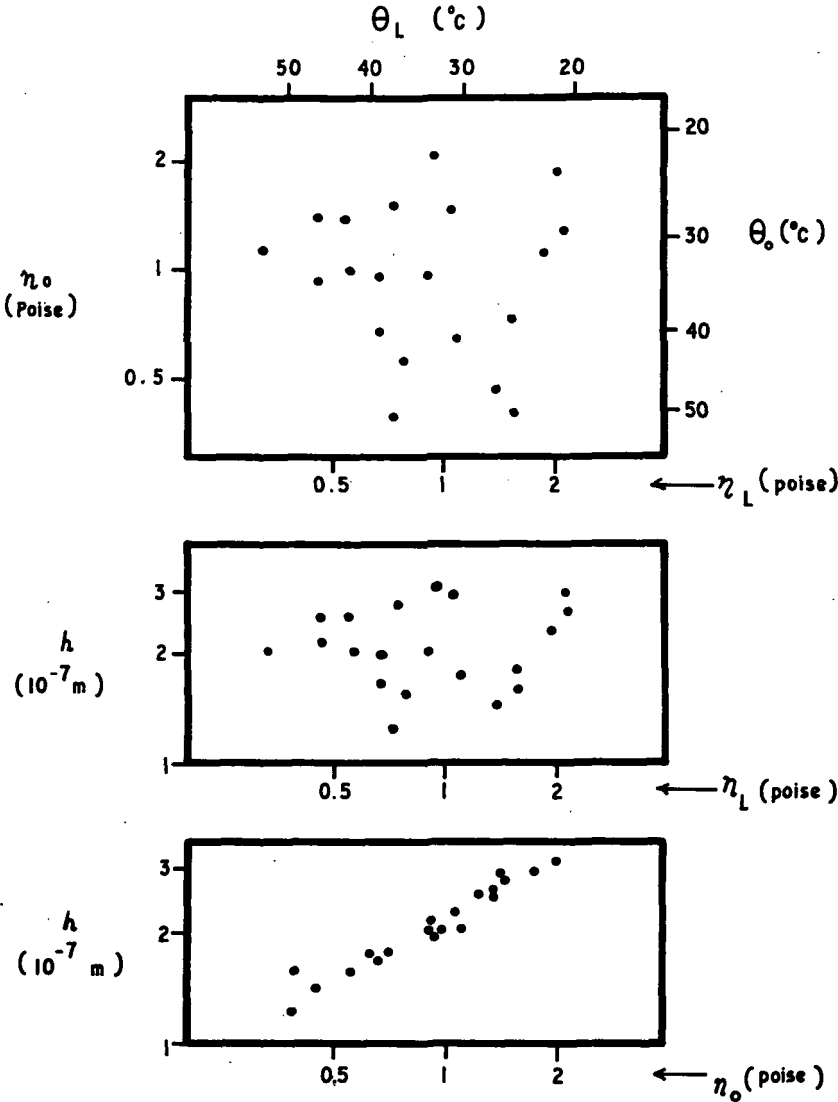 θL (°C)
50 40 30 20
2
1
0.5
ηo
(Poise)
20
30
40
50
θo (°C)
0.5 1 2
← ηL (poise)
3
2
1
h
(10-7 m)
0.5 1 2
← ηL (poise)
3
2
1
h
(10-7 m)
0.5 1 2
← ηo (poise)